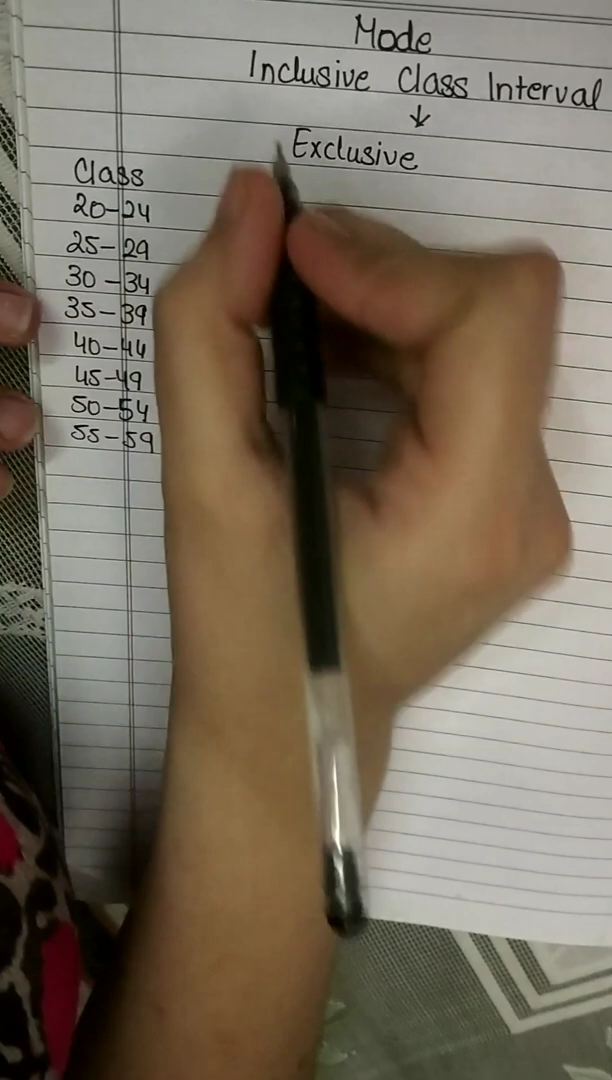 Mode
Inclusive Class Interval
↓
Exclusive
Class
20-24
25-29
30-34
35-39
40-44
45-49
50-54
55-59